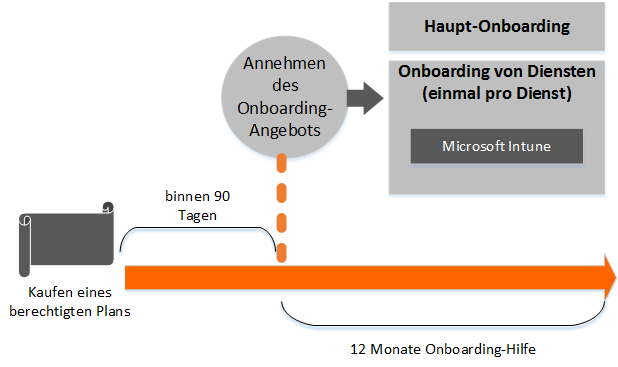 Haupt-Onboarding
Annehmen
des
Onboarding-
Angebots
Onboarding von Diensten
(einmal pro Dienst)
Microsoft Intune
binnen 90
Tagen
Kaufen eines
berechtigten Plans
12 Monate Onboarding-Hilfe